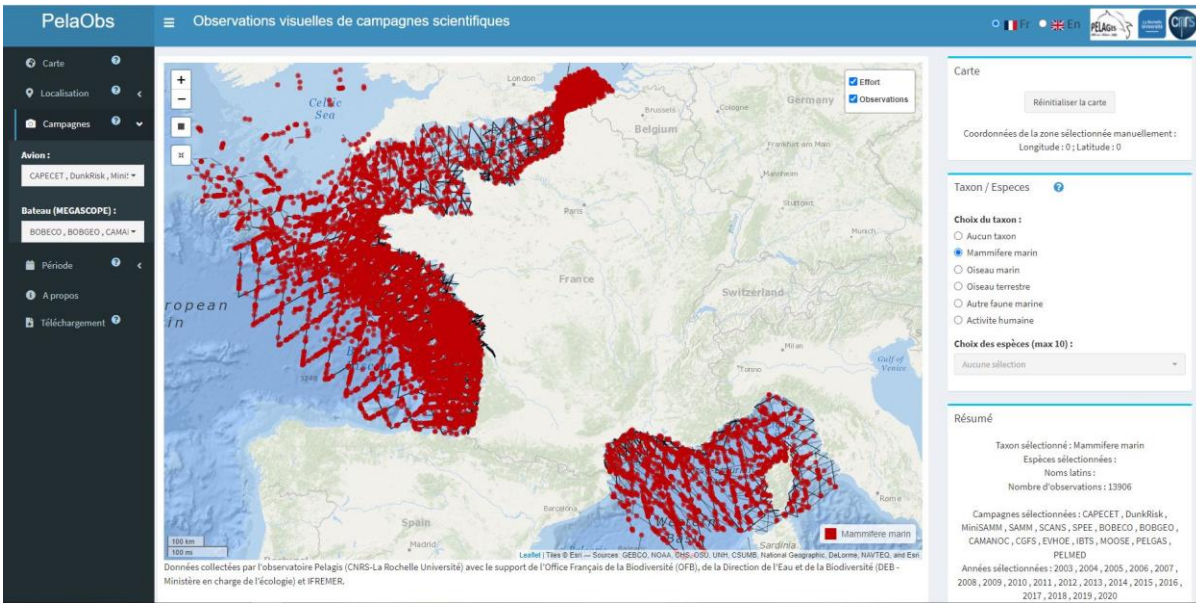 PelaObs
Observations visuelles de campagnes scientifiques
Fr
En
PELAGIS
CNRS
Carte
Localisation
Campagnes
Avion :
CAPECET , DunkRisk , Mini
Bateau (MEGASCOPE) :
BOBECO , BOBGEO , CAMA
Période
A propos
Téléchargement
+
−
London
Celtic
Sea
Brussels
Belgium
Cologne
Germany
Frankfurt am Main
Mannheim
Stuttgart
Munich
Paris
France
Switzerland
Milan
Torino
Gulf of
Venice
Spain
Barcelona
Madrid
Rome
Western
Sardinia
Effort
Observations
Mammifere marin
100 km
100 mi
Leaflet | Tiles © Esri — Sources: GEBCO, NOAA, CHS, OSU, UNH, CSUMB, National Geographic, DeLorme, NAVTEQ, and Esri
Données collectées par l'observatoire Pelagis (CNRS-La Rochelle Université) avec le support de l'Office Français de la Biodiversité (OFB), de la Direction de l'Eau et de la Biodiversité (DEB -
Ministère en charge de l'écologie) et IFREMER.
Carte
Réinitialiser la carte
Coordonnées de la zone sélectionnée manuellement :
Longitude : 0 ; Latitude : 0
Taxon / Especes
Choix du taxon :
Aucun taxon
Mammifere marin
Oiseau marin
Oiseau terrestre
Autre faune marine
Activite humaine
Choix des espèces (max 10) :
Aucune sélection
Résumé
Taxon sélectionné : Mammifere marin
Espèces sélectionnées :
Noms latins :
Nombre d'observations : 13906
Campagnes sélectionnées : CAPECET , DunkRisk ,
MiniSAMM , SAMM , SCANS , SPEE , BOBECO , BOBGEO ,
CAMANOC , CGFS , EVHOE , IBTS , MOOSE , PELGAS ,
PELMED
Années sélectionnées : 2003 , 2004 , 2005 , 2006 , 2007 ,
2008 , 2009 , 2010 , 2011 , 2012 , 2013 , 2014 , 2015 , 2016 ,
2017 , 2018 , 2019 , 2020